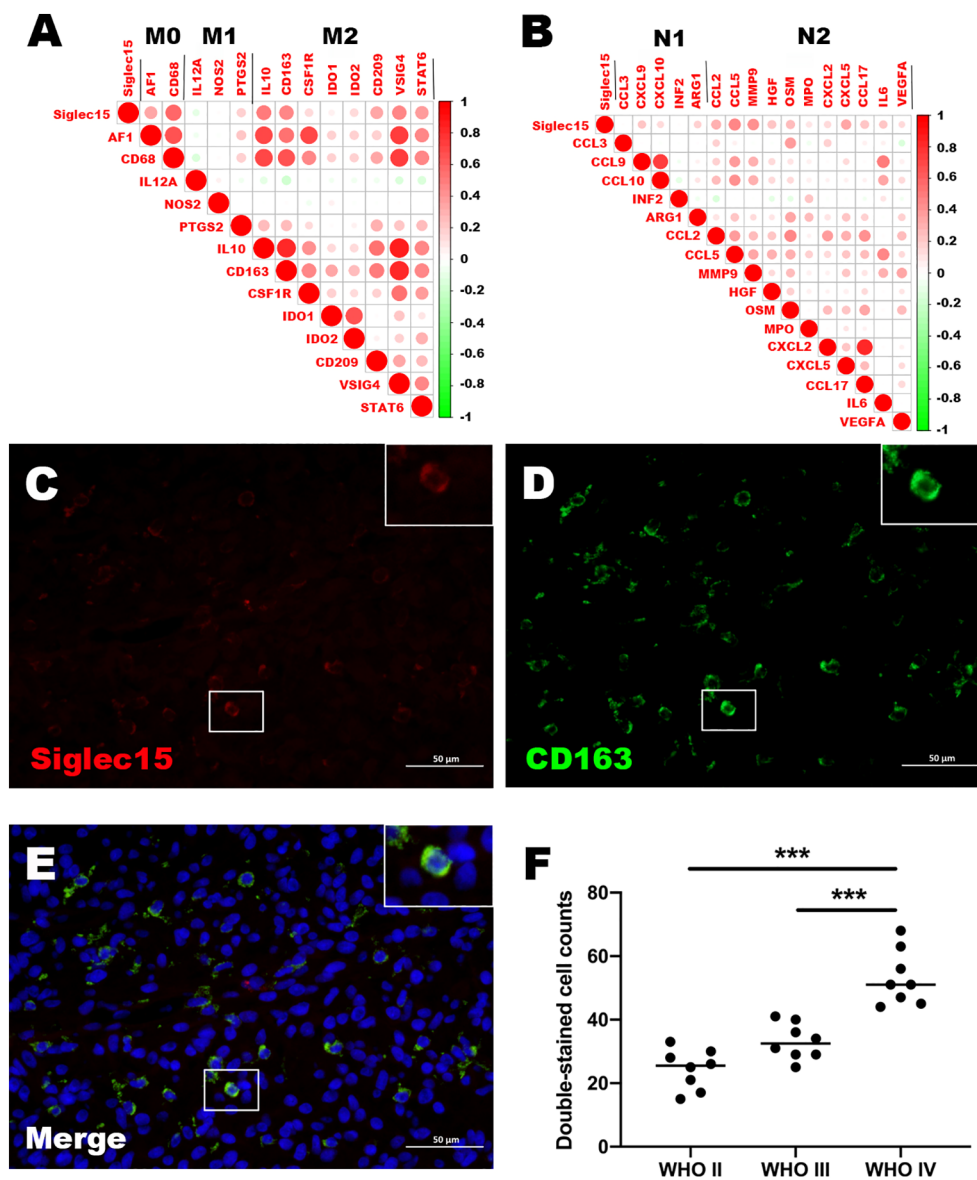 A
M0 M1 M2
Siglec15 AF1 CD68 IL12A NOS2 PTGS2 IL10 CD163 CSF1R IDO1 IDO2 CD209 VSIG4 STAT6
Siglec15
AF1
CD68
IL12A
NOS2
PTGS2
IL10
CD163
CSF1R
IDO1
IDO2
CD209
VSIG4
STAT6
1
0.8
0.6
0.4
0.2
0
-0.2
-0.4
-0.6
-0.8
-1
B
N1 N2
Siglec15 CCL3 CXCL9 CXCL10 INF2 ARG1 CCL2 CCL5 MMP9 HGF OSM MPO CXCL2 CXCL5 CCL17 IL6 VEGFA
Siglec15
CCL3
CCL9
CCL10
INF2
ARG1
CCL2
CCL5
MMP9
HGF
OSM
MPO
CXCL2
CXCL5
CCL17
IL6
VEGFA
1
0.8
0.6
0.4
0.2
0
-0.2
-0.4
-0.6
-0.8
-1
C
Siglec15
50 µm
D
CD163
50 µm
E
Merge
50 µm
F
***
***
Double-stained cell counts
80
60
40
20
0
WHO II WHO III WHO IV